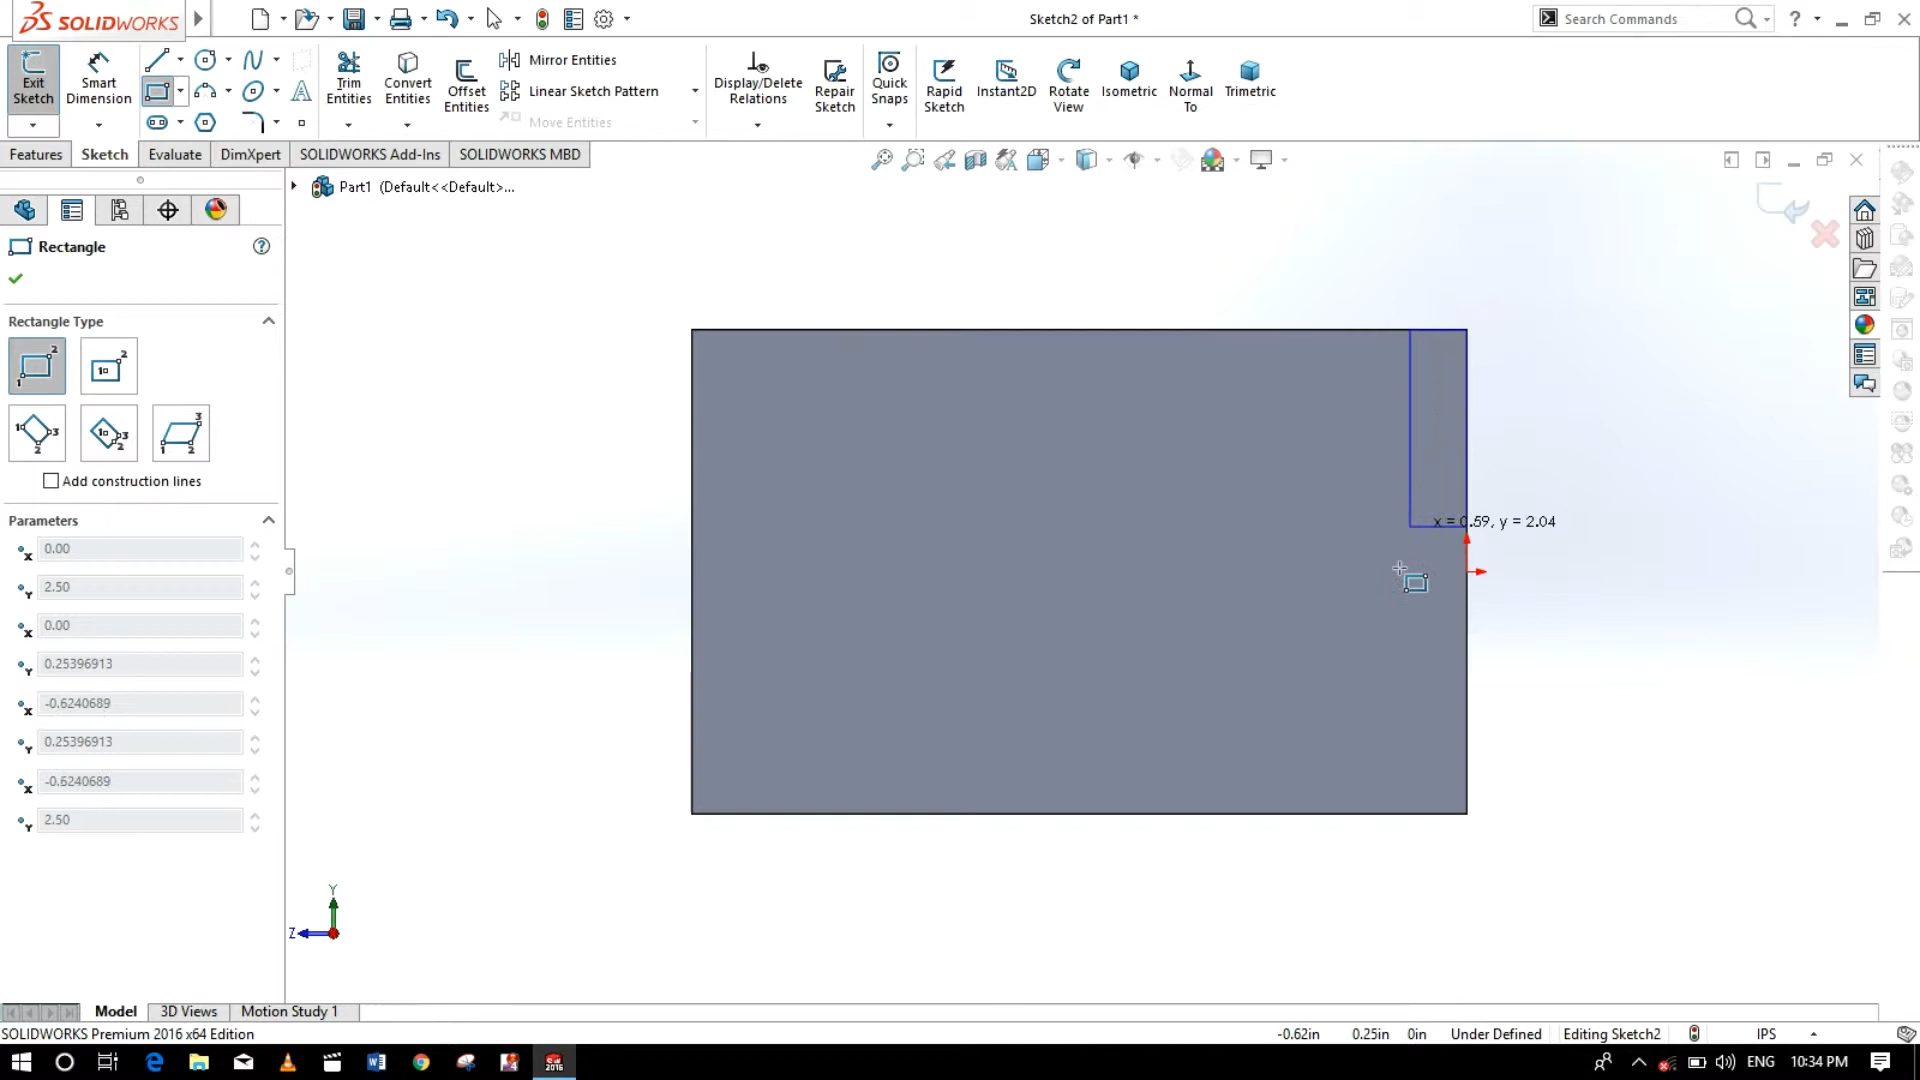 SOLIDWORKS
Sketch2 of Part1 *
Search Commands
?
Exit Sketch
Smart Dimension
Trim Entities
Convert Entities
Offset Entities
Mirror Entities
Linear Sketch Pattern
Move Entities
Display/Delete Relations
Repair Sketch
Quick Snaps
Rapid Sketch
Instant2D
Rotate View
Isometric
Normal To
Trimetric
Features
Sketch
Evaluate
DimXpert
SOLIDWORKS Add-Ins
SOLIDWORKS MBD
Part1 (Default<<Default>...
Rectangle
?
Rectangle Type
Add construction lines
Parameters
x 0.00
Y 2.50
x 0.00
Y 0.25396913
x -0.6240689
Y 0.25396913
x -0.6240689
Y 2.50
x = 0.59, y = 2.04
Y
Z
Model
3D Views
Motion Study 1
SOLIDWORKS Premium 2016 x64 Edition
-0.62in
0.25in
0in
Under Defined
Editing Sketch2
IPS
ENG
10:34 PM